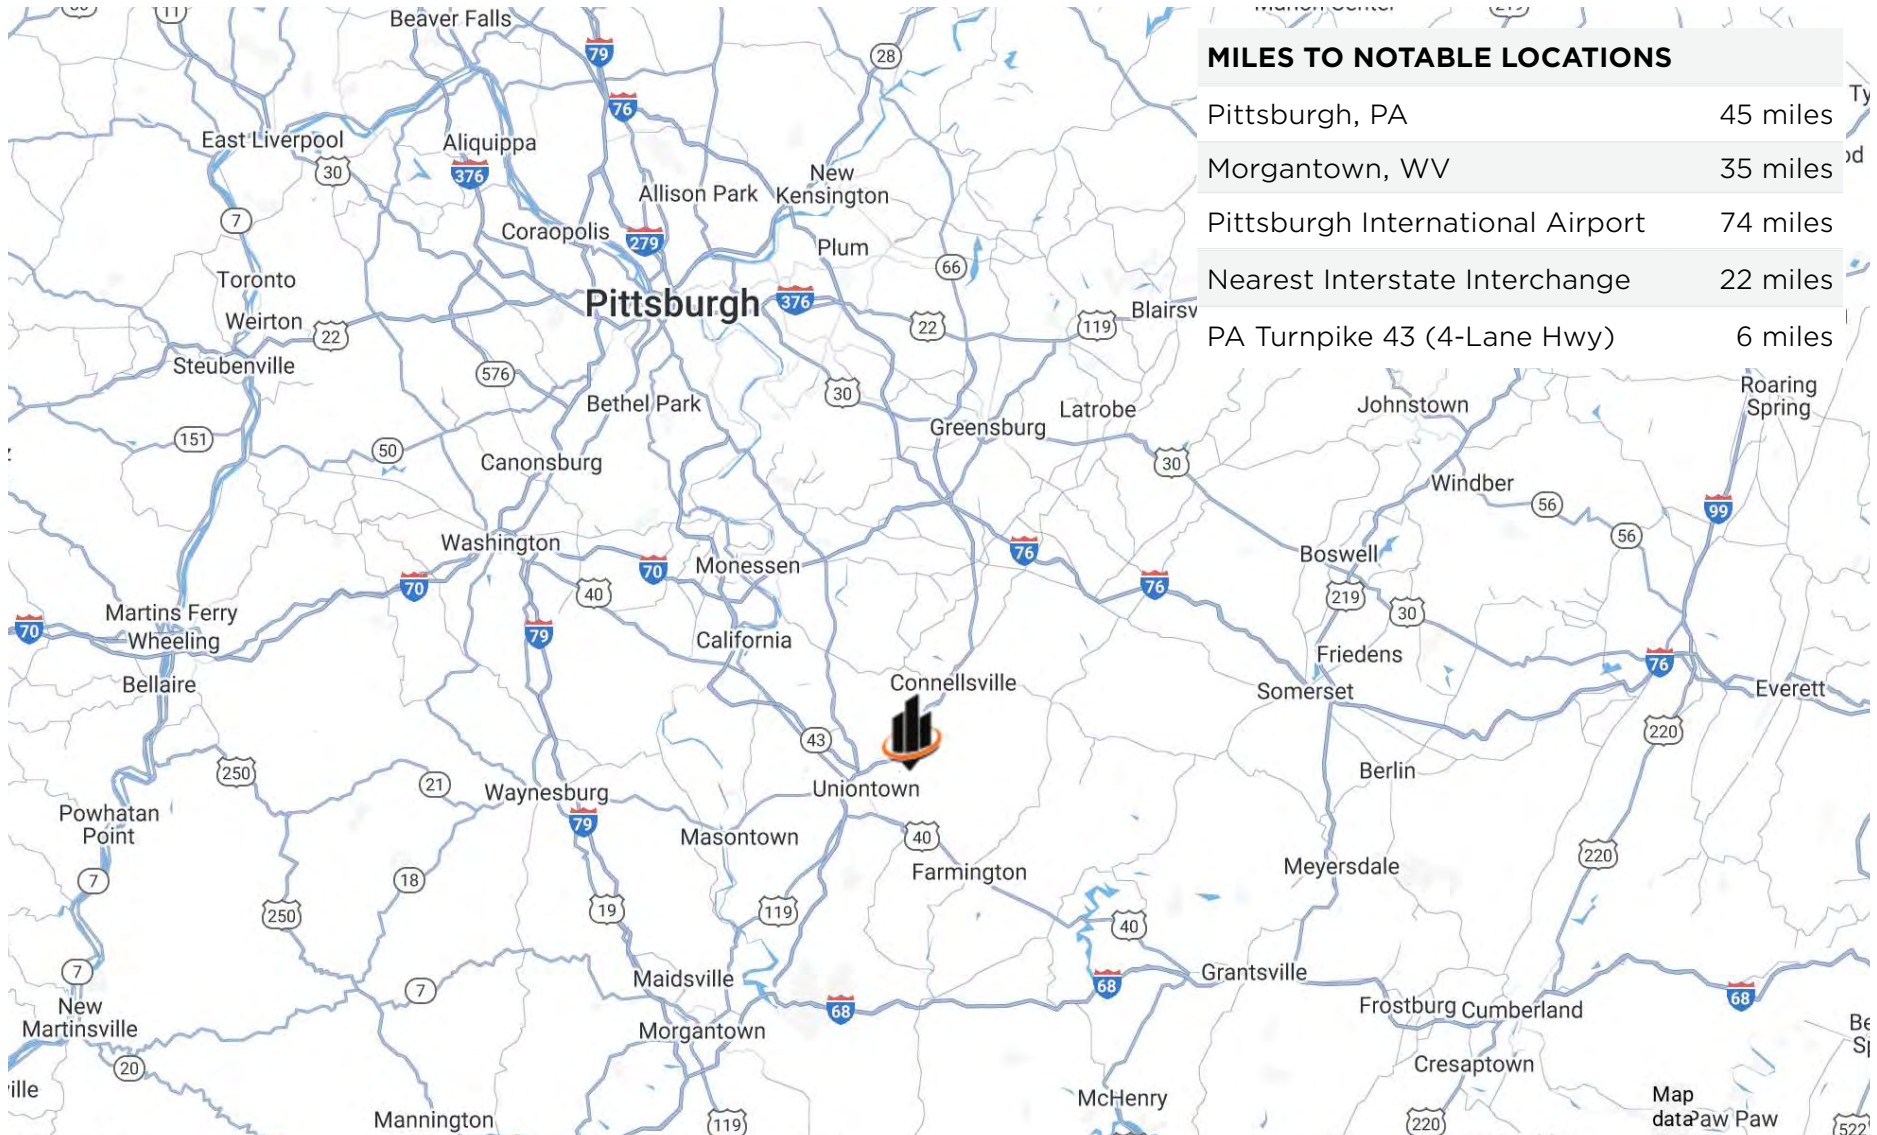 Beaver Falls
11
79
28
76
East Liverpool
Aliquippa
30
376
New
Kensington
Allison Park
7
Coraopolis
279
Plum
66
Toronto
Pittsburgh
376
Weirton
22
22
119
Steubenville
576
30
Bethel Park
Latrobe
Greensburg
151
50
Canonsburg
30
Washington
76
70
Monessen
70
40
76
Martins Ferry
70
Wheeling
79
California
Bellaire
Connellsville
43
250
21
Waynesburg
Uniontown
Powhatan
Point
79
Masontown
40
Farmington
7
18
19
119
250
40
7
Maidsville
7
68
68
New
Martinsville
Morgantown
20
McHenry
Mannington
119
MILES TO NOTABLE LOCATIONS
Pittsburgh, PA 45 miles
Morgantown, WV 35 miles
Pittsburgh International Airport 74 miles
Nearest Interstate Interchange 22 miles
PA Turnpike 43 (4-Lane Hwy) 6 miles
Roaring
Spring
Johnstown
Windber
56
99
56
Boswell
219
30
Friedens
76
Somerset
Everett
220
Berlin
220
Meyersdale
Grantsville
Frostburg
Cumberland
68
Cresaptown
Map
data
Paw Paw
220
522